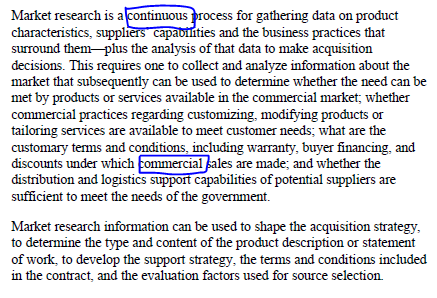 Market research is a continuous process for gathering data on product
characteristics, suppliers' capabilities and the business practices that
surround them—plus the analysis of that data to make acquisition
decisions. This requires one to collect and analyze information about the
market that subsequently can be used to determine whether the need can be
met by products or services available in the commercial market; whether
commercial practices regarding customizing, modifying products or
tailoring services are available to meet customer needs; what are the
customary terms and conditions, including warranty, buyer financing, and
discounts under which commercial sales are made; and whether the
distribution and logistics support capabilities of potential suppliers are
sufficient to meet the needs of the government.
Market research information can be used to shape the acquisition strategy,
to determine the type and content of the product description or statement
of work, to develop the support strategy, the terms and conditions included
in the contract, and the evaluation factors used for source selection.